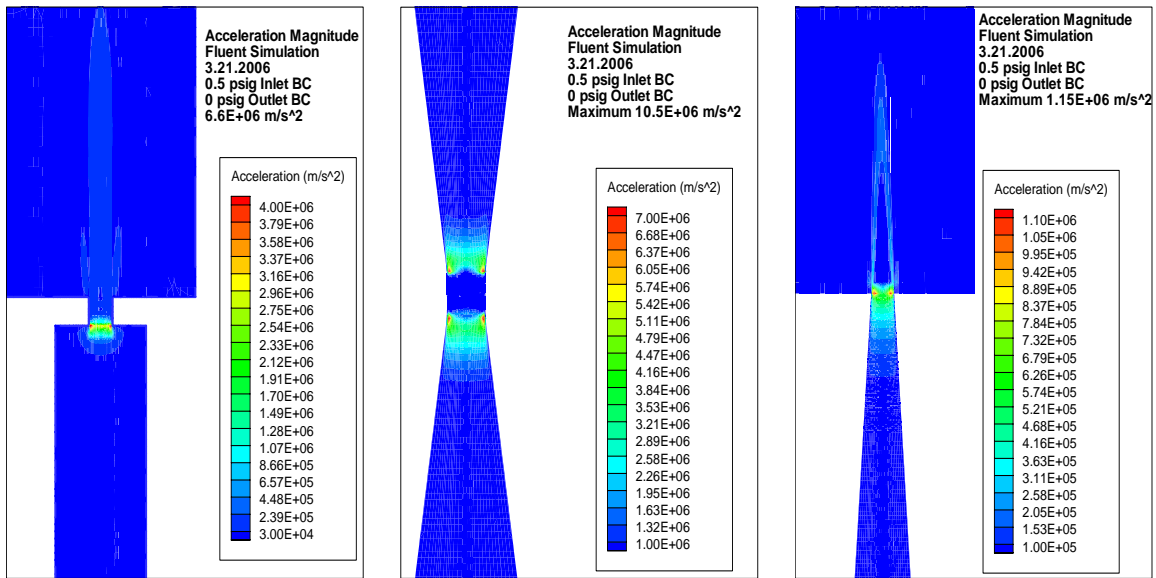 Acceleration Magnitude
Fluent Simulation
3.21.2006
0.5 psig Inlet BC
0 psig Outlet BC
6.6E+06 m/s^2
Acceleration (m/s^2)
4.00E+06
3.79E+06
3.58E+06
3.37E+06
3.16E+06
2.96E+06
2.75E+06
2.54E+06
2.33E+06
2.12E+06
1.91E+06
1.70E+06
1.49E+06
1.28E+06
1.07E+06
8.66E+05
6.57E+05
4.48E+05
2.39E+05
3.00E+04
Acceleration Magnitude
Fluent Simulation
3.21.2006
0.5 psig Inlet BC
0 psig Outlet BC
Maximum 10.5E+06 m/s^2
Acceleration (m/s^2)
7.00E+06
6.68E+06
6.37E+06
6.05E+06
5.74E+06
5.42E+06
5.11E+06
4.79E+06
4.47E+06
4.16E+06
3.84E+06
3.53E+06
3.21E+06
2.89E+06
2.58E+06
2.26E+06
1.95E+06
1.63E+06
1.32E+06
1.00E+06
Acceleration Magnitude
Fluent Simulation
3.21.2006
0.5 psig Inlet BC
0 psig Outlet BC
Maximum 1.15E+06 m/s^2
Acceleration (m/s^2)
1.10E+06
1.05E+06
9.95E+05
9.42E+05
8.89E+05
8.37E+05
7.84E+05
7.32E+05
6.79E+05
6.26E+05
5.74E+05
5.21E+05
4.68E+05
4.16E+05
3.63E+05
3.11E+05
2.58E+05
2.05E+05
1.53E+05
1.00E+05